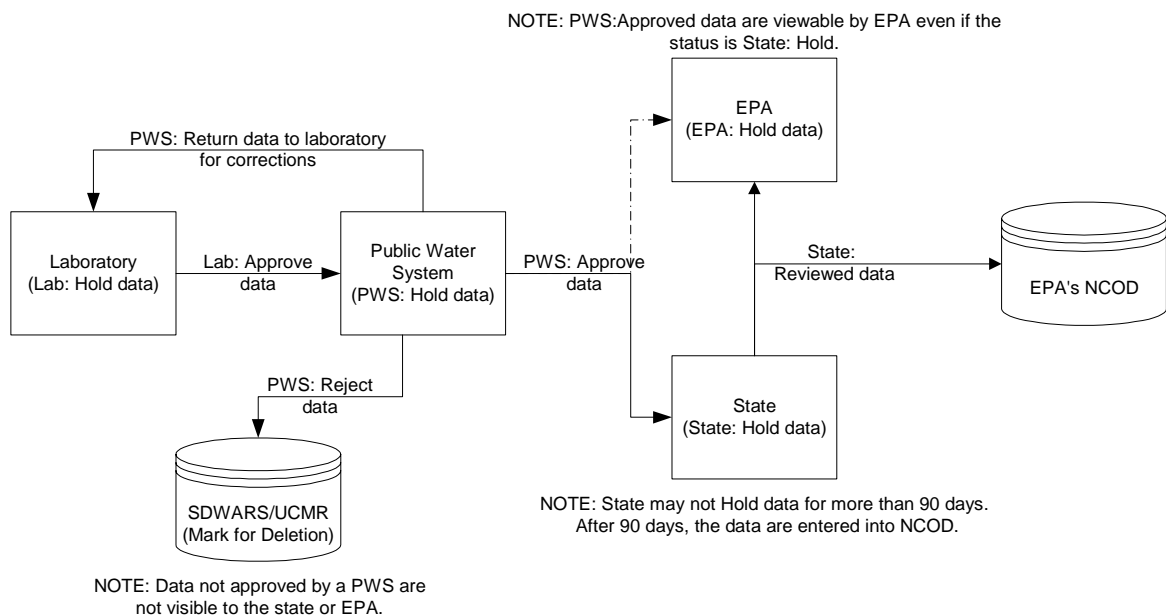 NOTE: PWS:Approved data are viewable by EPA even if the
status is State: Hold.
EPA
(EPA: Hold data)
PWS: Return data to laboratory
for corrections
Laboratory
(Lab: Hold data)
Lab: Approve
data
Public Water
System
(PWS: Hold data)
PWS: Approve
data
State:
Reviewed data
EPA's NCOD
PWS: Reject
data
State
(State: Hold data)
SDWARS/UCMR
(Mark for Deletion)
NOTE: State may not Hold data for more than 90 days.
After 90 days, the data are entered into NCOD.
NOTE: Data not approved by a PWS are
not visible to the state or EPA.